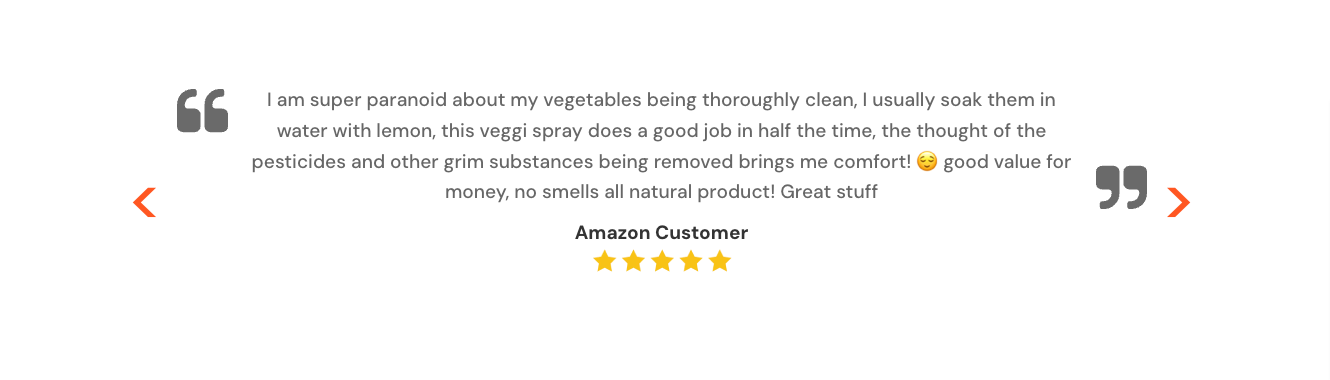 I am super paranoid about my vegetables being thoroughly clean, I usually soak them in
water with lemon, this veggi spray does a good job in half the time, the thought of the
pesticides and other grim substances being removed brings me comfort! 😌 good value for
money, no smells all natural product! Great stuff
Amazon Customer